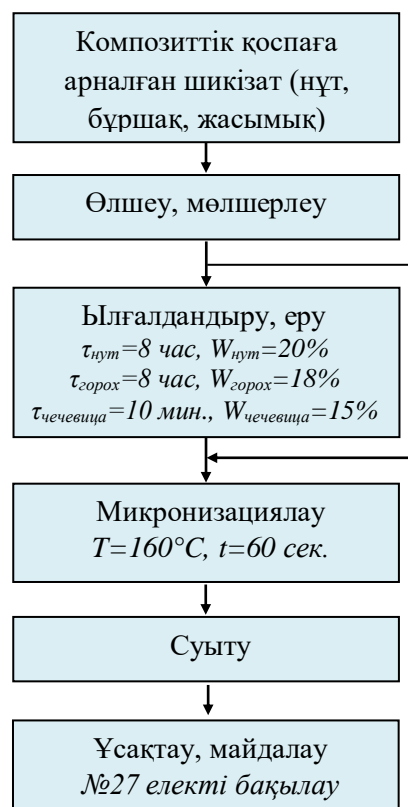 Композиттік қоспаға
арналған шикізат (нұт,
бұршақ, жасымық)
Өлшеу, мөлшерлеу
Ылғалдандыру, еру
τнут=8 час, Wнут=20%
τгорох=8 час, Wгорох=18%
τчечевица=10 мин., Wчечевица=15%
Микронизациялау
T=160°C, t=60 сек.
Суыту
Ұсақтау, майдалау
№27 електі бақылау